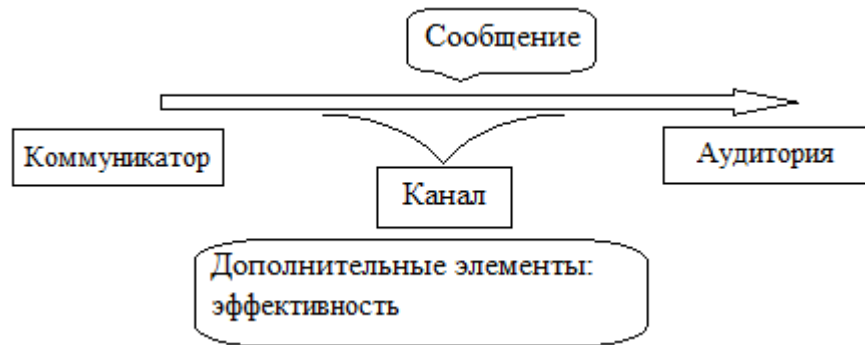 Сообщение
Коммуникатор
Аудитория
Канал
Дополнительные элементы:
эффективность